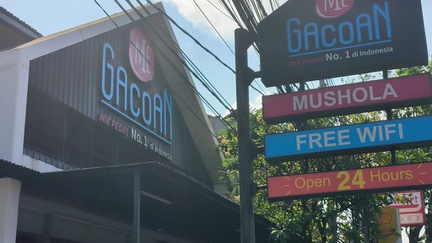 MiE
GACOAN
MIE PEDAS No. 1 di Indonesia
MiE
GACOAN
MIE PEDAS No. 1 di Indonesia
MUSHOLA
FREE WIFI
Open 24 Hours